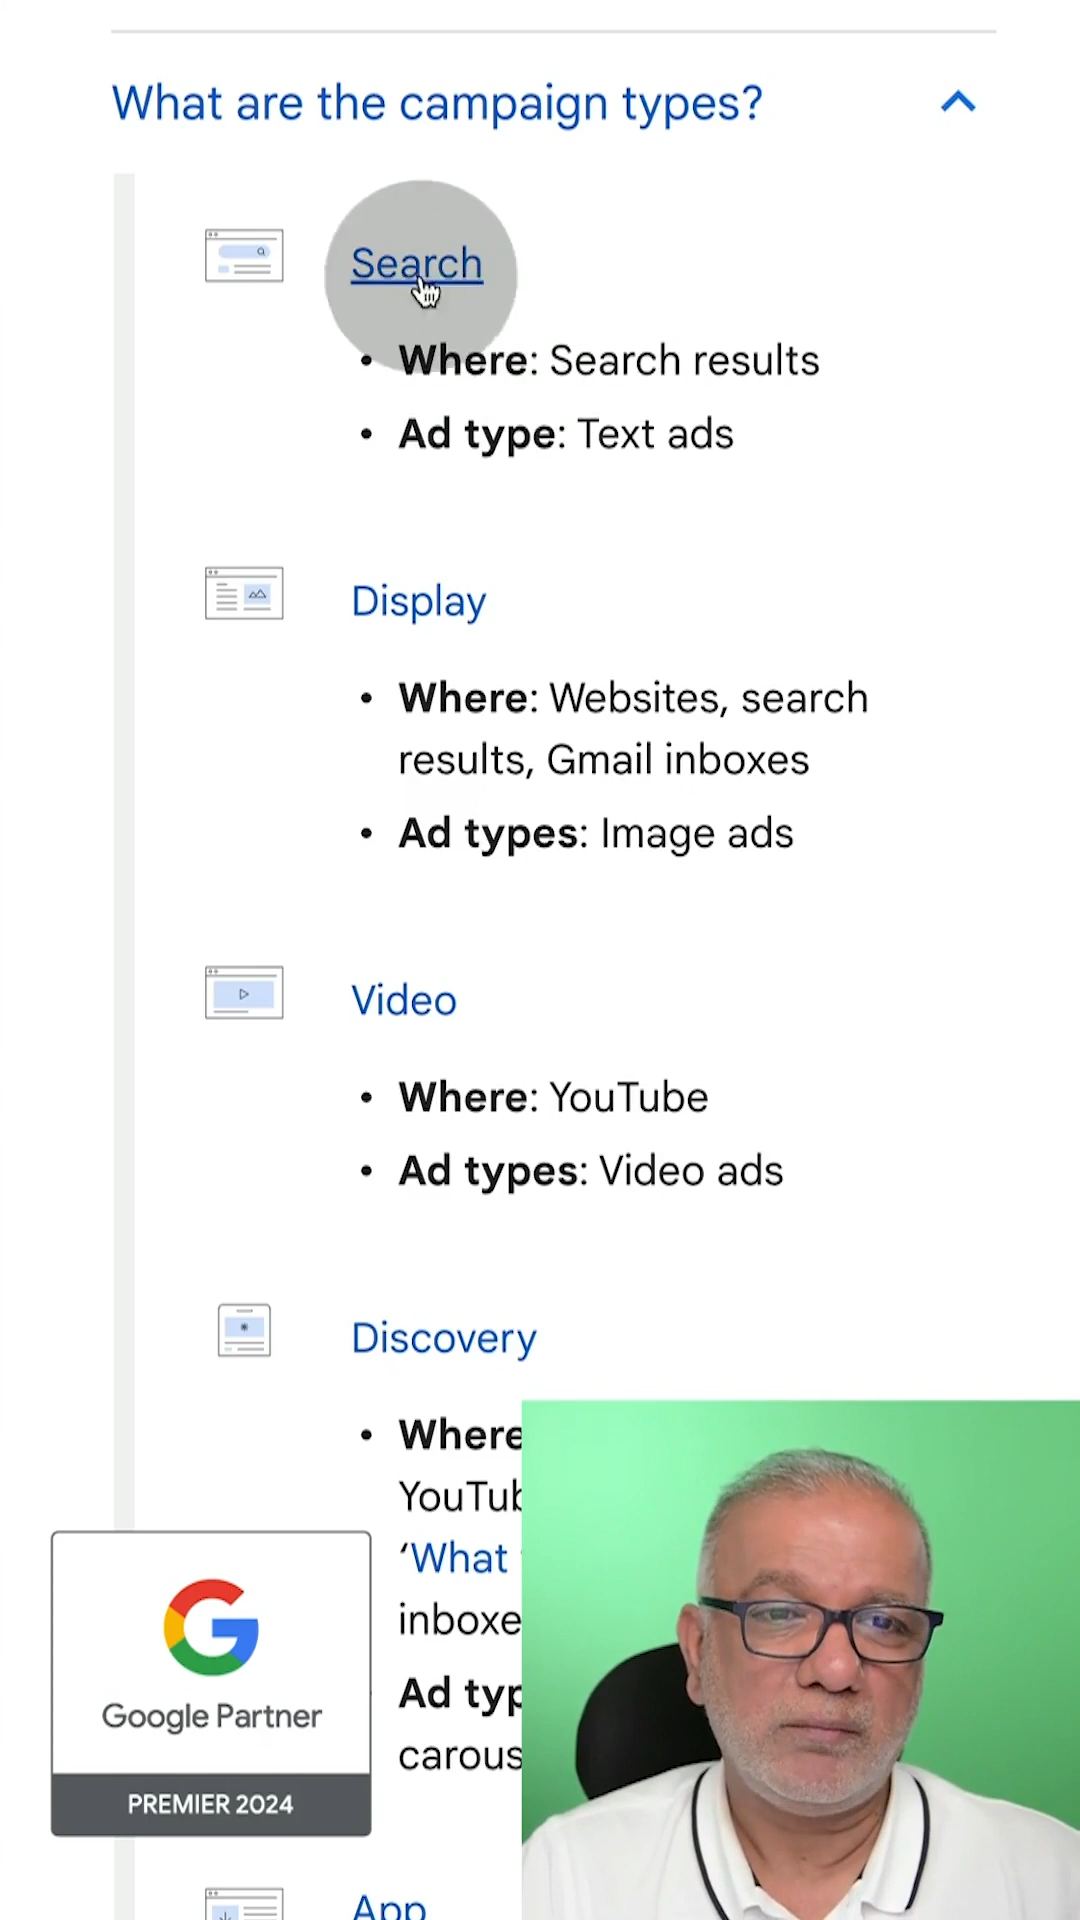 What are the campaign types?
Search
• Where: Search results
• Ad type: Text ads
Display
• Where: Websites, search
results, Gmail inboxes
• Ad types: Image ads
Video
• Where: YouTube
• Ad types: Video ads
Discovery
• Where
YouTub
‘What
inboxe
Ad typ
carous
Google Partner
PREMIER 2024
App